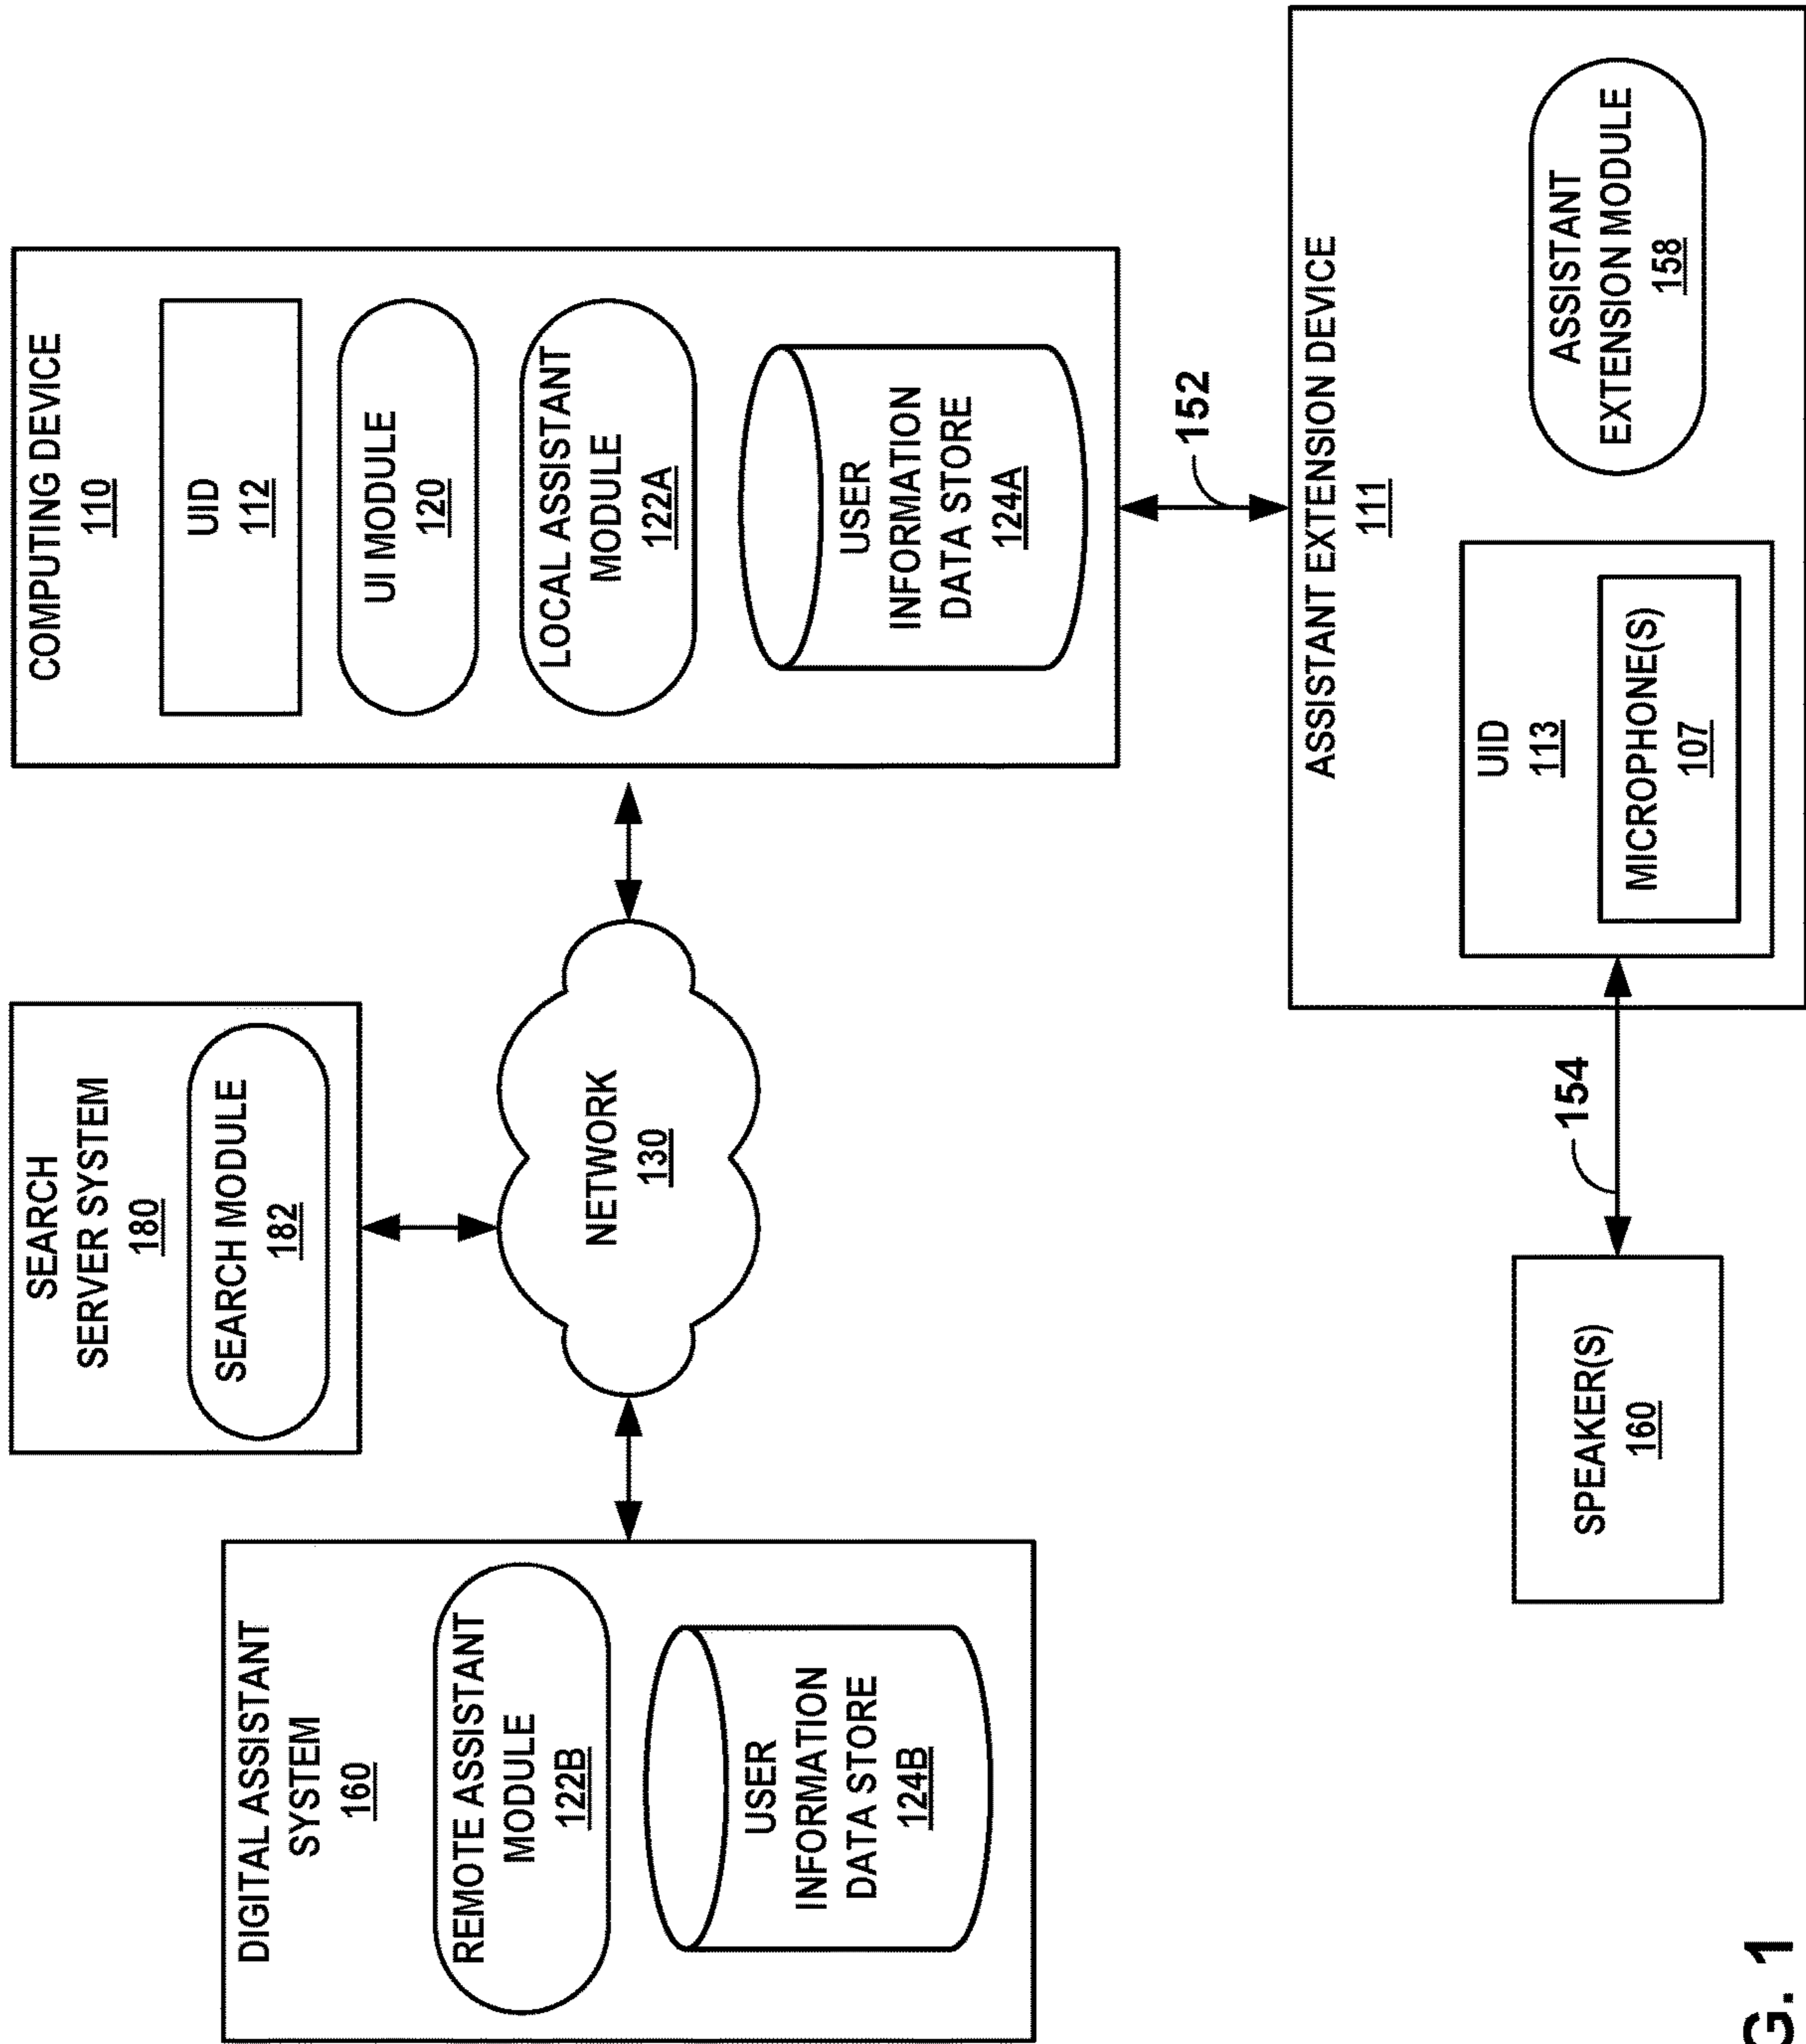 SEARCH
SERVER SYSTEM
180
SEARCH MODULE
182
DIGITAL ASSISTANT
SYSTEM
160
REMOTE ASSISTANT
MODULE
122B
USER
INFORMATION
DATA STORE
124B
NETWORK
130
COMPUTING DEVICE
110
UID
112
UI MODULE
120
LOCAL ASSISTANT
MODULE
122A
USER
INFORMATION
DATA STORE
124A
152
154
SPEAKER(S)
160
ASSISTANT EXTENSION DEVICE
111
UID
113
MICROPHONE(S)
107
ASSISTANT
EXTENSION MODULE
158
G. 1